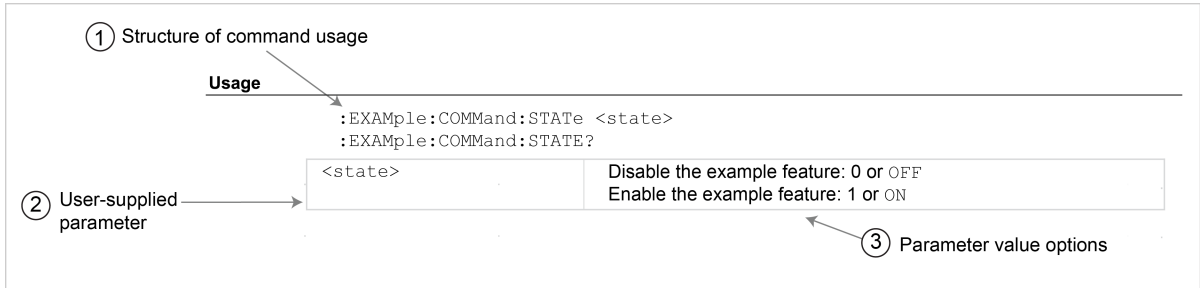 1 Structure of command usage
Usage
:EXAMple:COMMand:STATe <state>
:EXAMple:COMMand:STATE?
<state> Disable the example feature: 0 or OFF
Enable the example feature: 1 or ON
2 User-supplied
parameter
3 Parameter value options